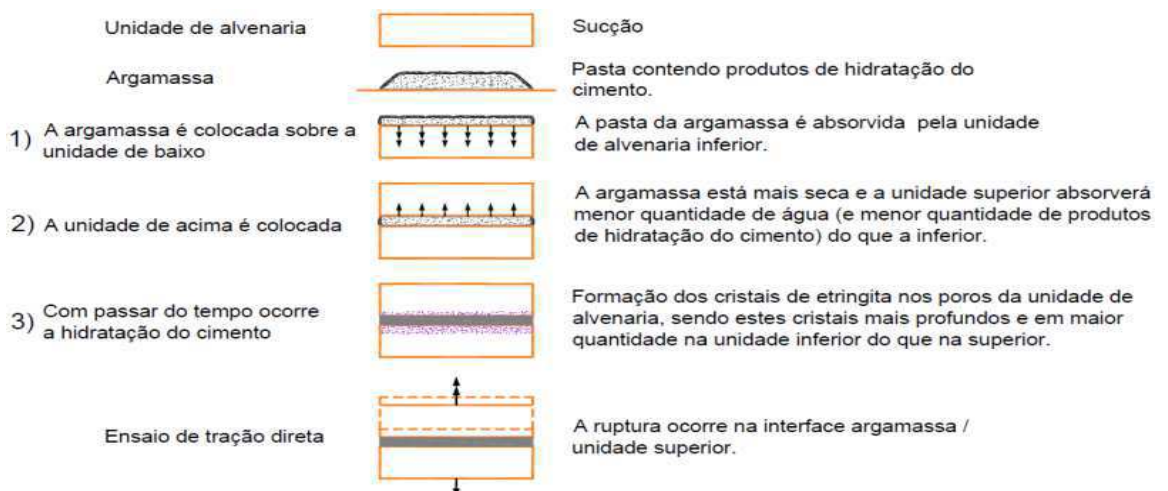 Unidade de alvenaria
Sucção
Argamassa
Pasta contendo produtos de hidratação do
cimento.
1) A argamassa é colocada sobre a
unidade de baixo
A pasta da argamassa é absorvida pela unidade
de alvenaria inferior.
2) A unidade de acima é colocada
A argamassa está mais seca e a unidade superior absorverá
menor quantidade de água (e menor quantidade de produtos
de hidratação do cimento) do que a inferior.
3) Com passar do tempo ocorre
a hidratação do cimento
Formação dos cristais de etringita nos poros da unidade de
alvenaria, sendo estes cristais mais profundos e em maior
quantidade na unidade inferior do que na superior.
Ensaio de tração direta
A ruptura ocorre na interface argamassa /
unidade superior.